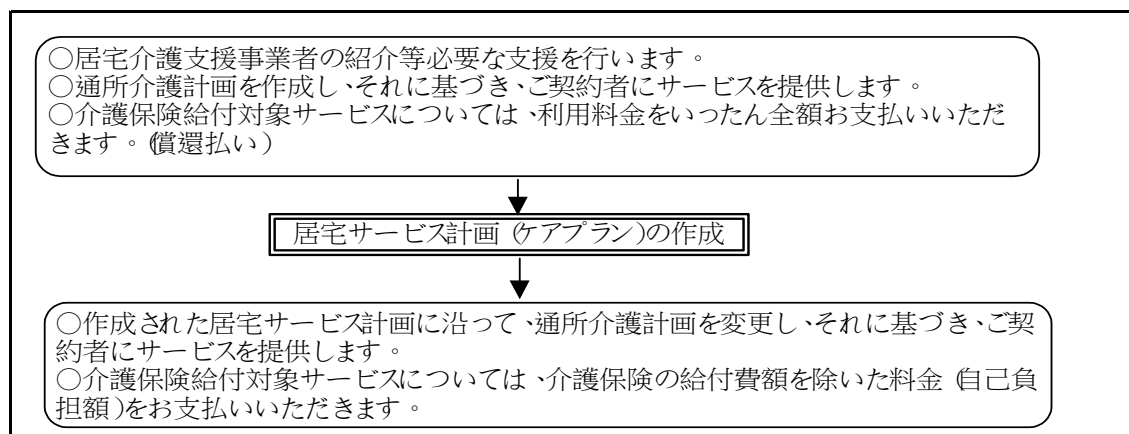 ○居宅介護支援事業者の紹介等必要な支援を行います。
○通所介護計画を作成し、それに基づき、ご契約者にサービスを提供します。
○介護保険給付対象サービスについては、利用料金をいったん全額お支払いいただ
きます。(償還払い)
居宅サービス計画(ケアプラン)の作成
○作成された居宅サービス計画に沿って、通所介護計画を変更し、それに基づき、ご契
約者にサービスを提供します。
○介護保険給付対象サービスについては、介護保険の給付費額を除いた料金(自己負
担額)をお支払いいただきます。